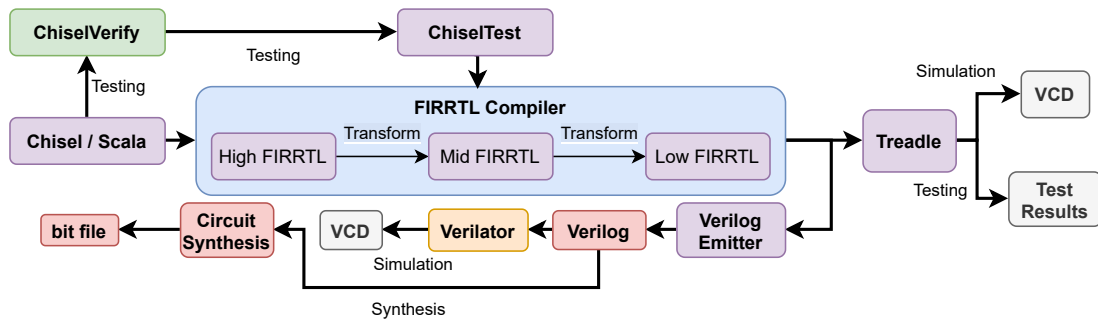 ChiselVerify
Testing
ChiselTest
Testing
Chisel / Scala
FIRRTL Compiler
High FIRRTL
Transform
Mid FIRRTL
Transform
Low FIRRTL
Treadle
Simulation
VCD
Testing
Test
Results
bit file
Circuit
Synthesis
VCD
Simulation
Verilator
Verilog
Verilog
Emitter
Synthesis